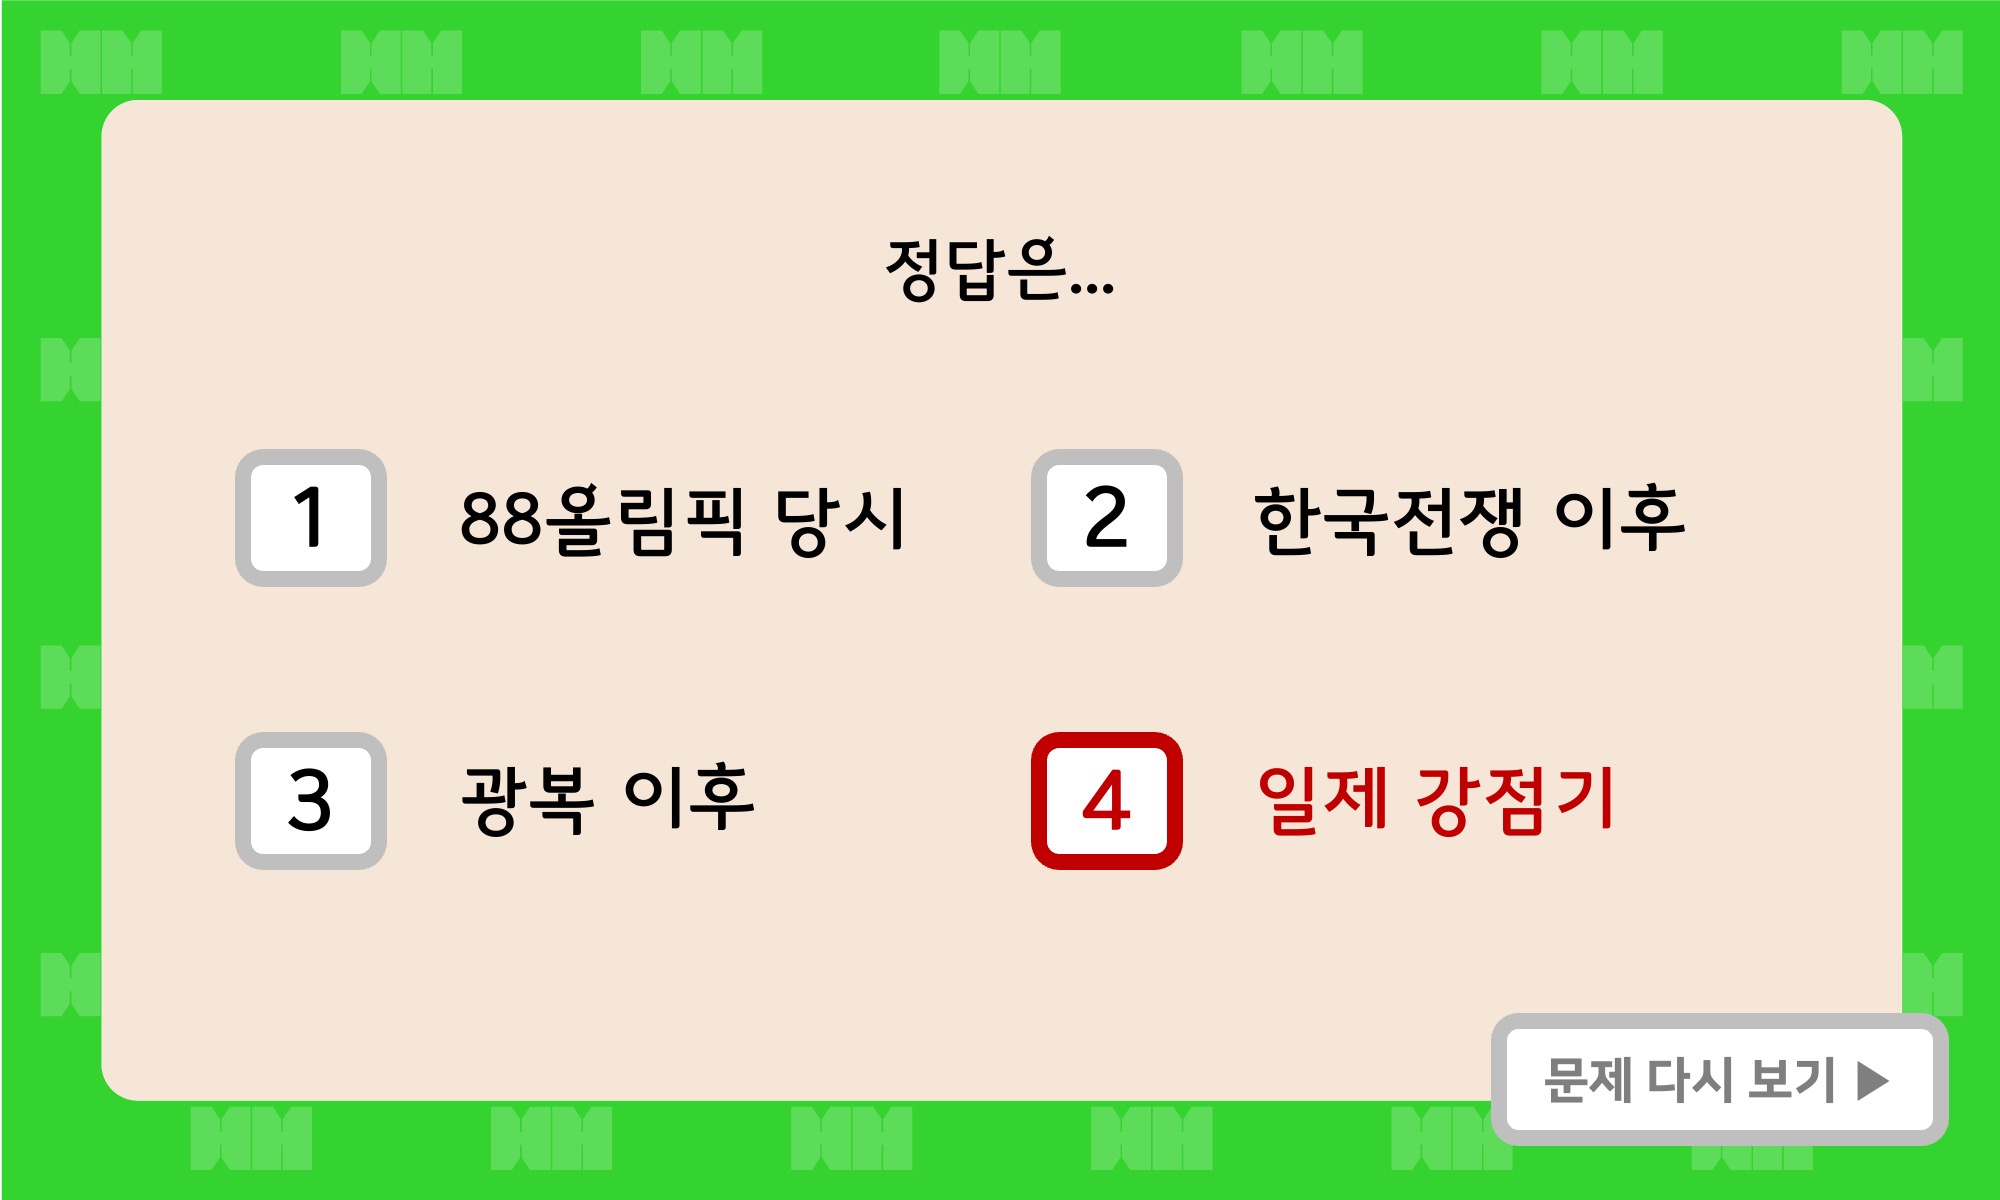 정답은...
1 88올림픽 당시
2 한국전쟁 이후
3 광복 이후
4 일제 강점기
문제 다시 보기 ▶